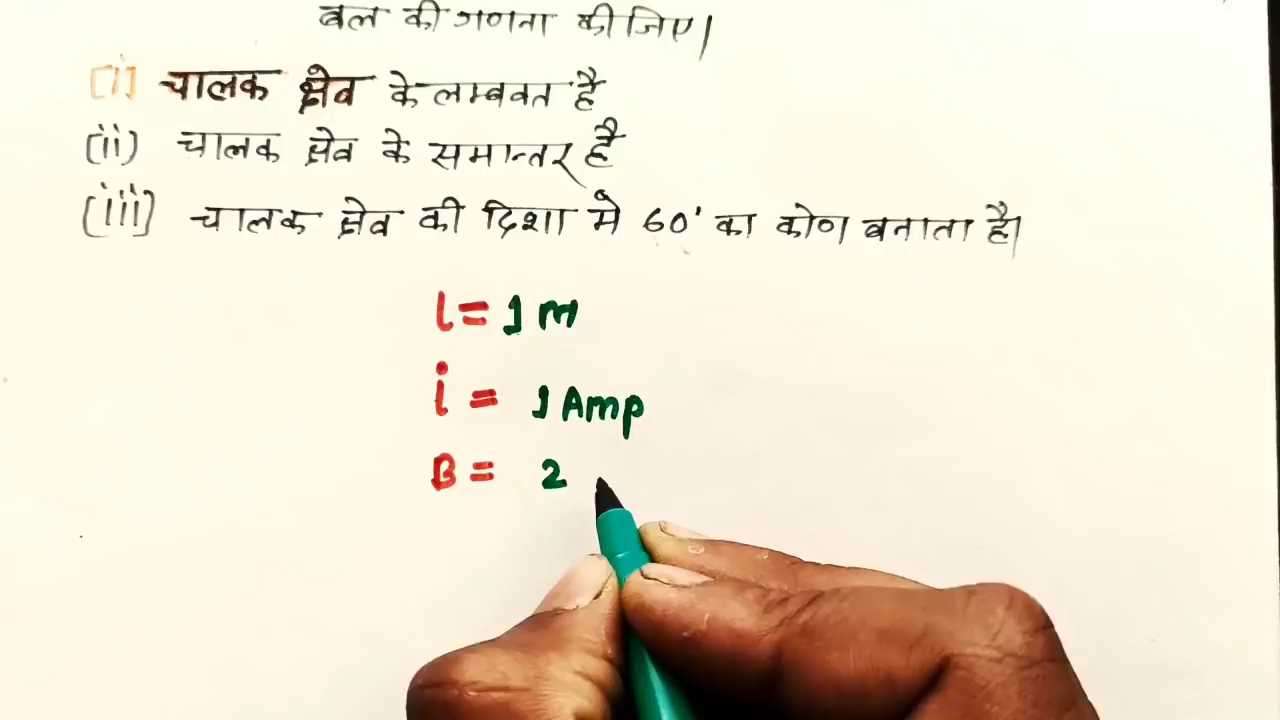 बल की गणना कीजिए।
(i) चालक क्षेत्र के लम्बवत है
(ii) चालक क्षेत्र के समान्तर है
(iii) चालक क्षेत्र की दिशा मे 60° का कोण बनाता है।
l = 1 m
i = 1 Amp
B = 2